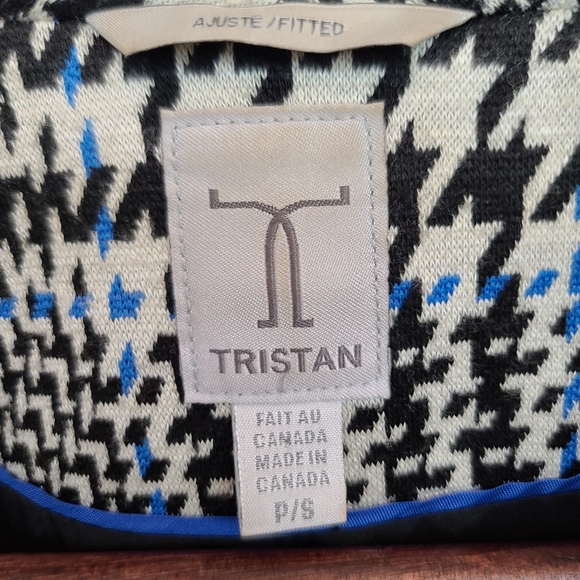 AJUSTÉ/FITTED
TRISTAN
FAIT AU
CANADA
MADE IN
CANADA
P/S